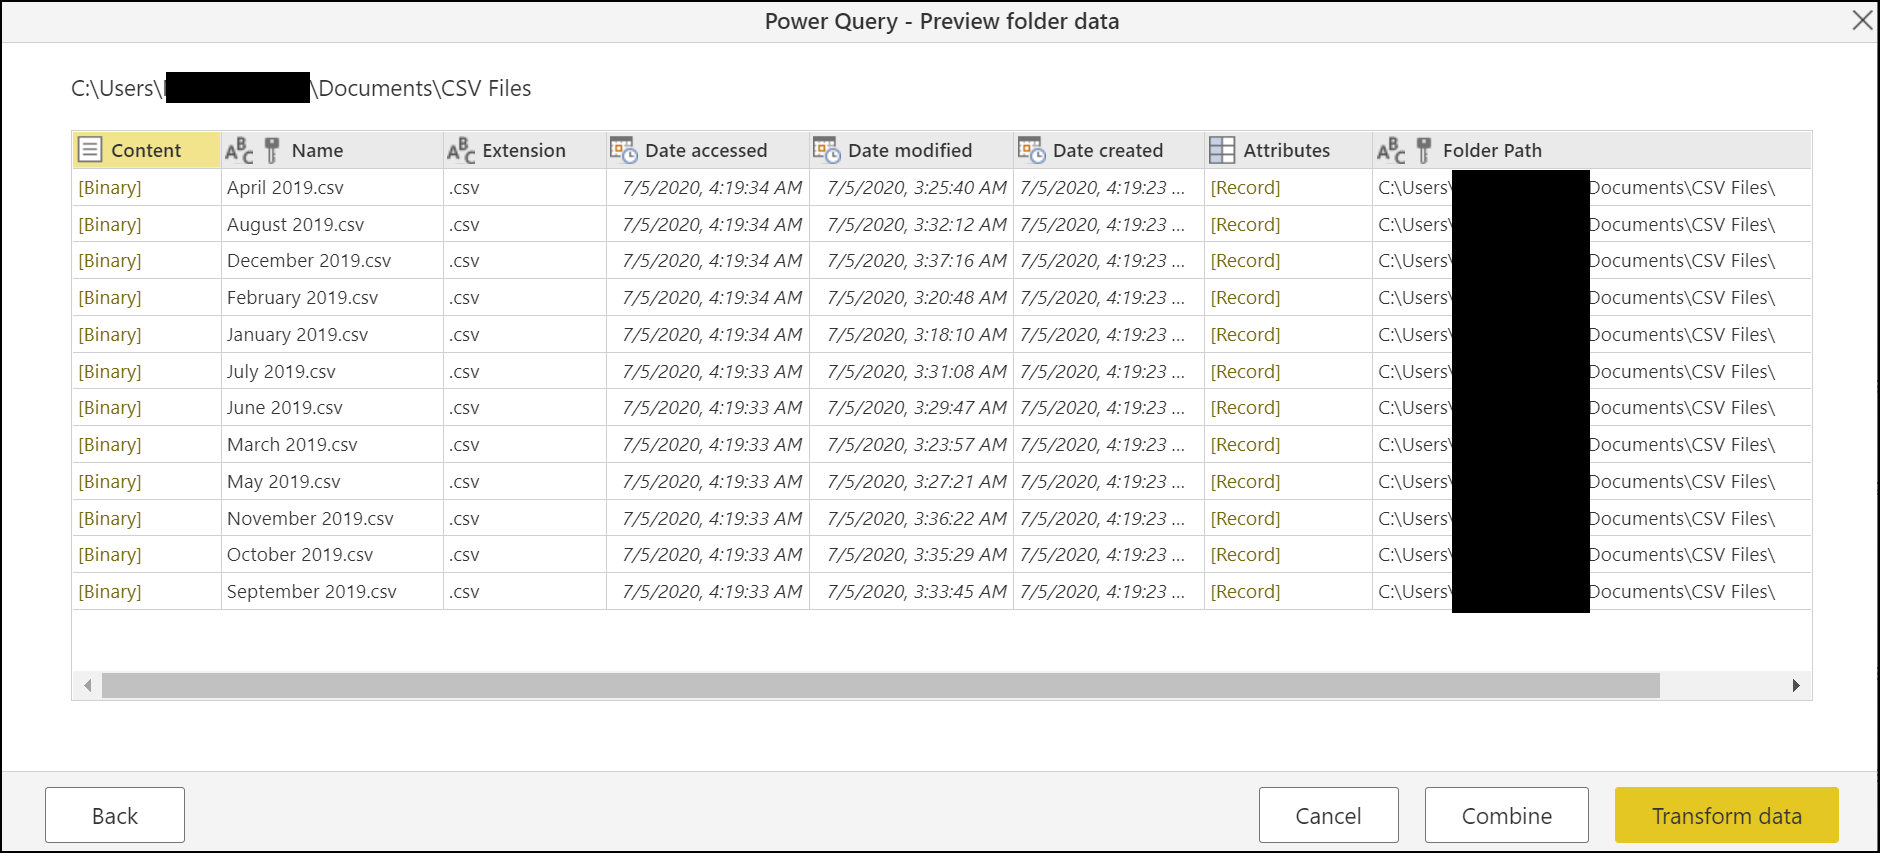 Power Query - Preview folder data
C:\Users\ \Documents\CSV Files
Content Name Extension Date accessed Date modified Date created Attributes Folder Path
[Binary] April 2019.csv .csv 7/5/2020, 4:19:34 AM 7/5/2020, 3:25:40 AM 7/5/2020, 4:19:23 ... [Record] C:\Users\ Documents\CSV Files\
[Binary] August 2019.csv .csv 7/5/2020, 4:19:34 AM 7/5/2020, 3:32:12 AM 7/5/2020, 4:19:23 ... [Record] C:\Users\ Documents\CSV Files\
[Binary] December 2019.csv .csv 7/5/2020, 4:19:34 AM 7/5/2020, 3:37:16 AM 7/5/2020, 4:19:23 ... [Record] C:\Users\ Documents\CSV Files\
[Binary] February 2019.csv .csv 7/5/2020, 4:19:34 AM 7/5/2020, 3:20:48 AM 7/5/2020, 4:19:23 ... [Record] C:\Users\ Documents\CSV Files\
[Binary] January 2019.csv .csv 7/5/2020, 4:19:34 AM 7/5/2020, 3:18:10 AM 7/5/2020, 4:19:23 ... [Record] C:\Users\ Documents\CSV Files\
[Binary] July 2019.csv .csv 7/5/2020, 4:19:33 AM 7/5/2020, 3:31:08 AM 7/5/2020, 4:19:23 ... [Record] C:\Users\ Documents\CSV Files\
[Binary] June 2019.csv .csv 7/5/2020, 4:19:33 AM 7/5/2020, 3:29:47 AM 7/5/2020, 4:19:23 ... [Record] C:\Users\ Documents\CSV Files\
[Binary] March 2019.csv .csv 7/5/2020, 4:19:33 AM 7/5/2020, 3:23:57 AM 7/5/2020, 4:19:23 ... [Record] C:\Users\ Documents\CSV Files\
[Binary] May 2019.csv .csv 7/5/2020, 4:19:33 AM 7/5/2020, 3:27:21 AM 7/5/2020, 4:19:23 ... [Record] C:\Users\ Documents\CSV Files\
[Binary] November 2019.csv .csv 7/5/2020, 4:19:33 AM 7/5/2020, 3:36:22 AM 7/5/2020, 4:19:23 ... [Record] C:\Users\ Documents\CSV Files\
[Binary] October 2019.csv .csv 7/5/2020, 4:19:33 AM 7/5/2020, 3:35:29 AM 7/5/2020, 4:19:23 ... [Record] C:\Users\ Documents\CSV Files\
[Binary] September 2019.csv .csv 7/5/2020, 4:19:33 AM 7/5/2020, 3:33:45 AM 7/5/2020, 4:19:23 ... [Record] C:\Users\ Documents\CSV Files\
Back Cancel Combine Transform data